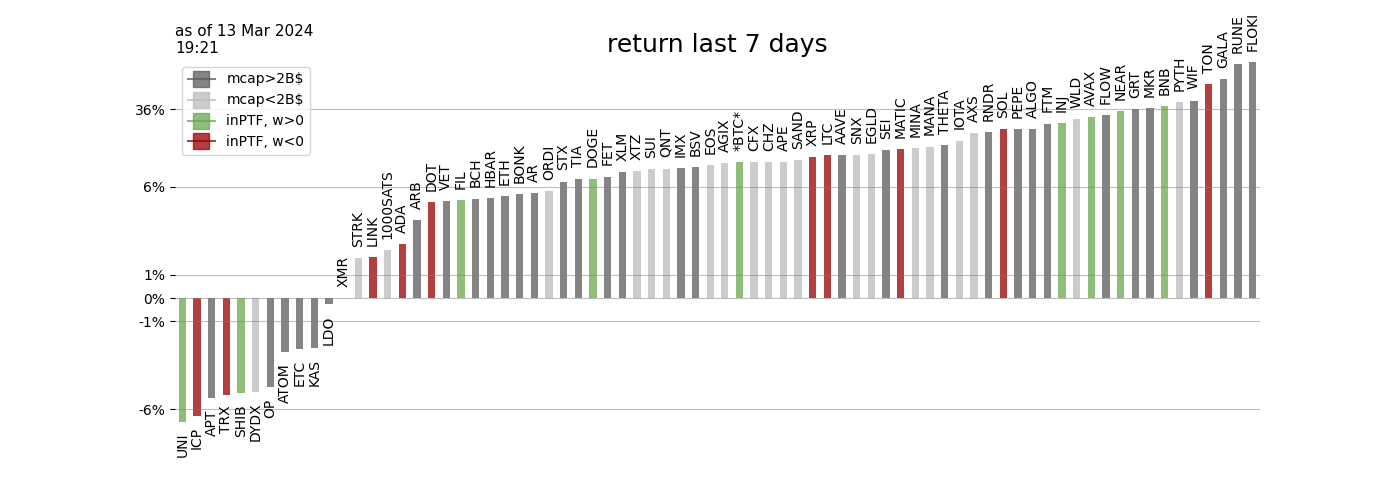 as of 13 Mar 2024
19:21
return last 7 days
mcap>2B$
mcap<2B$
inPTF, w>0
inPTF, w<0
36%
6%
1%
0%
-1%
-6%
UNI
ICP
APT
TRX
SHIB
DYDX
OP
ATOM
ETC
KAS
LDO
XMR
STRK
LINK
1000SATS
ADA
ARB
DOT
VET
FIL
BCH
HBAR
ETH
BONK
AR
ORDI
STX
TIA
DOGE
FET
XLM
XTZ
SUI
QNT
IMX
BSV
EOS
AGIX
*BTC*
CFX
CHZ
APE
SAND
XRP
LTC
AAVE
SNX
EGLD
SEI
MATIC
MINA
MANA
THETA
IOTA
AXS
RNDR
SOL
PEPE
ALGO
FTM
INJ
WLD
AVAX
FLOW
NEAR
GRT
MKR
BNB
PYTH
WIF
TON
GALA
RUNE
FLOKI